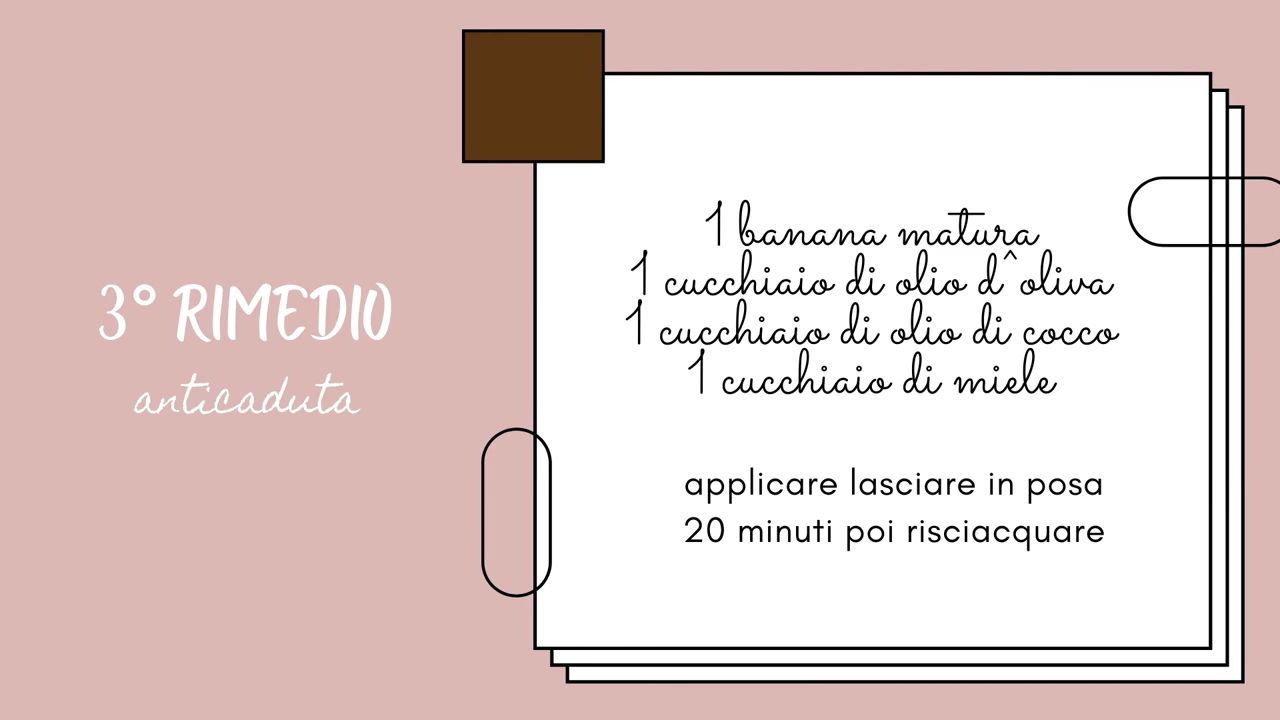 3° RIMEDIO
anticaduta
1 banana matura
1 cucchiaio di olio d^oliva
1 cucchiaio di olio di cocco
1 cucchiaio di miele
applicare lasciare in posa
20 minuti poi risciacquare